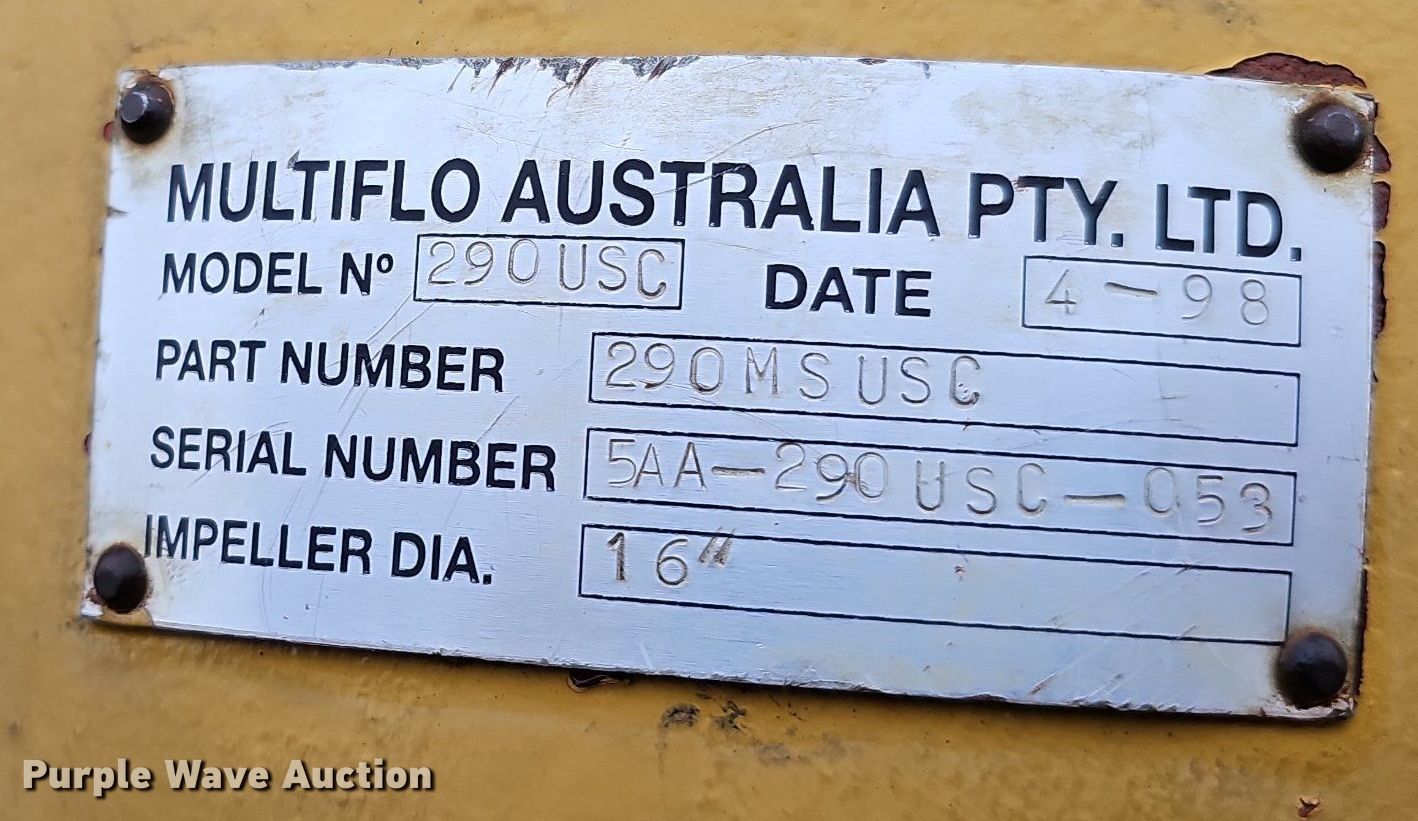 MULTIFLO AUSTRALIA PTY. LTD.
MODEL Nº 290USC DATE 4-98
PART NUMBER 290MSUSC
SERIAL NUMBER 5AA-290USC-053
IMPELLER DIA. 16"
Purple Wave Auction